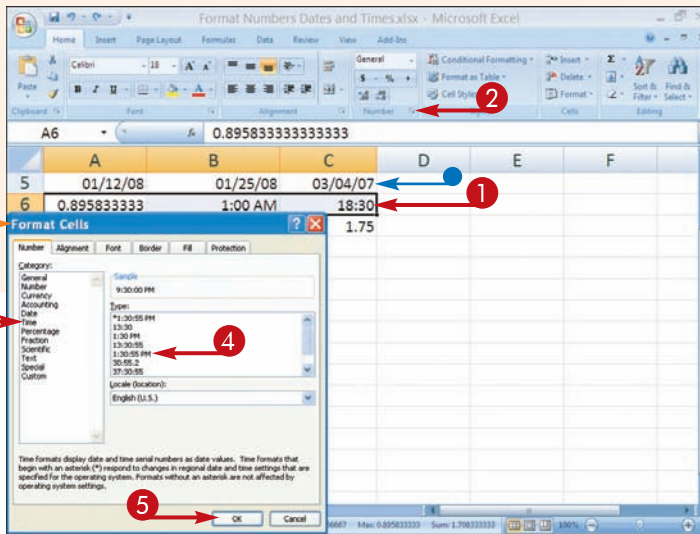 Format Numbers Dates and Times.xlsx - Microsoft Excel
Home Insert Page Layout Formulas Data Review View Add-Ins
Paste
Calibri 18 A A
B I U A
General
$ % ,
Conditional Formatting
Format as Table
Cell Styles
Insert
Delete
Format
Σ
Sort & Filter
Find & Select
Clipboard Font Alignment Number Cells Editing
2
A6 fx 0.895833333333333
A B C D E F
5 01/12/08 01/25/08 03/04/07
6 0.895833333 1:00 AM 18:30
1
1.75
Format Cells ? X
Number Alignment Font Border Fill Protection
Category:
General
Number
Currency
Accounting
Date
Time
Percentage
Fraction
Scientific
Text
Special
Custom
Sample
9:30:00 PM
Type:
*1:30:55 PM
13:30
1:30 PM
13:30:55
1:30:55 PM
30:55.2
37:30:55
4
Locale (location):
English (U.S.)
Time formats display date and time serial numbers as date values. Time formats that
begin with an asterisk (*) respond to changes in regional date and time settings that are
specified for the operating system. Formats without an asterisk are not affected by
operating system settings.
5
OK Cancel
Max: 0.895833333 Sum: 1.708333333 100%